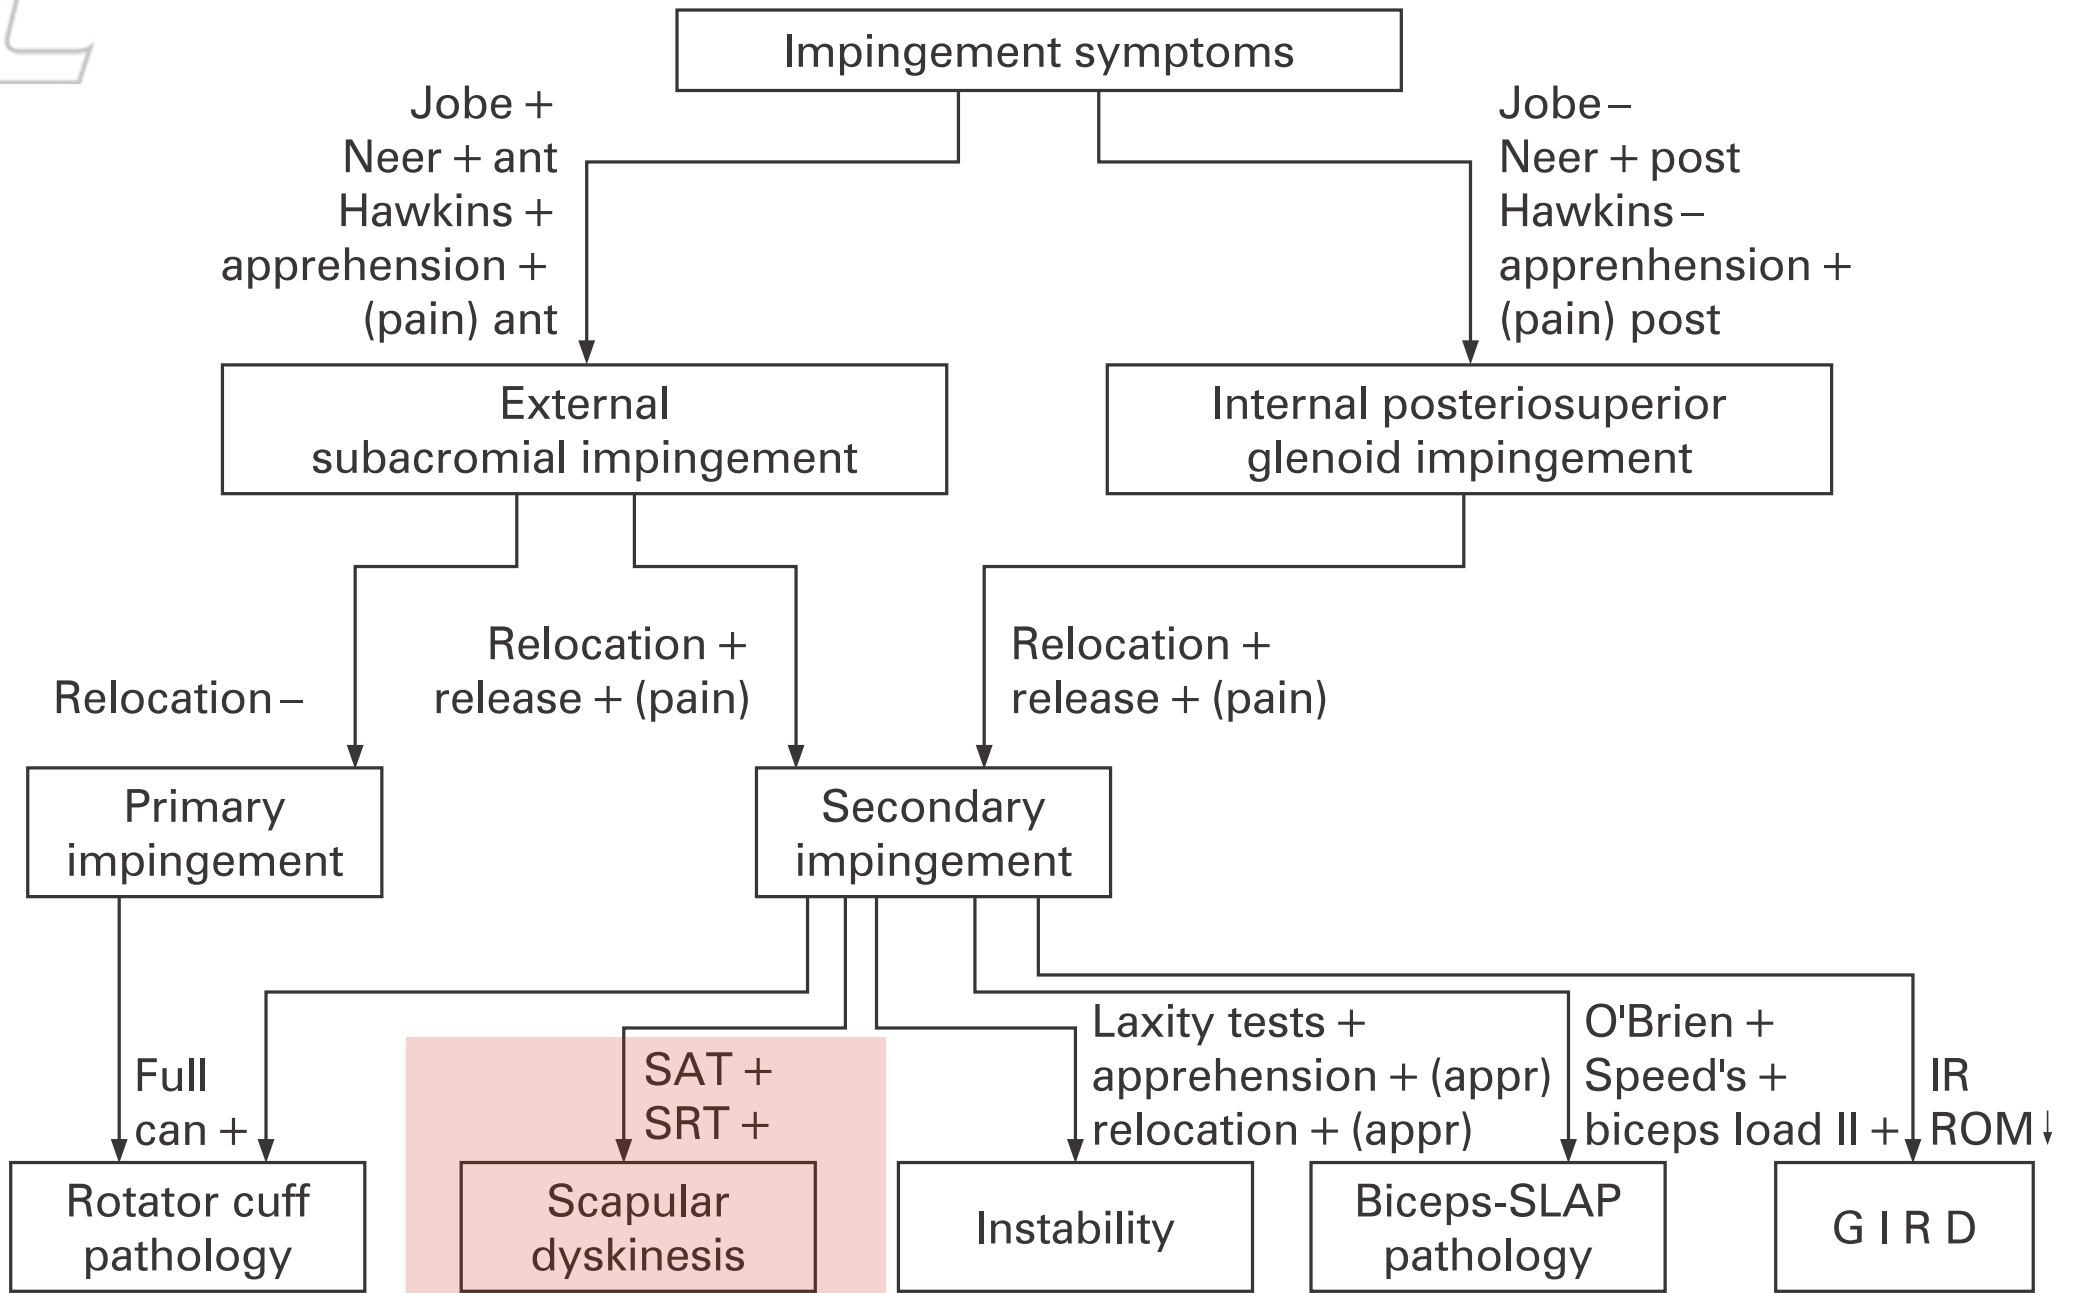 Impingement symptoms
Jobe +
Neer + ant
Hawkins +
apprehension +
(pain) ant
Jobe –
Neer + post
Hawkins –
apprenhension +
(pain) post
External
subacromial impingement
Internal posteriosuperior
glenoid impingement
Relocation –
Relocation +
release + (pain)
Relocation +
release + (pain)
Primary
impingement
Secondary
impingement
Full
can +
SAT +
SRT +
Laxity tests +
apprehension + (appr)
relocation + (appr)
O'Brien +
Speed's +
biceps load II +
IR
ROM ↓
Rotator cuff
pathology
Scapular
dyskinesis
Instability
Biceps-SLAP
pathology
G I R D